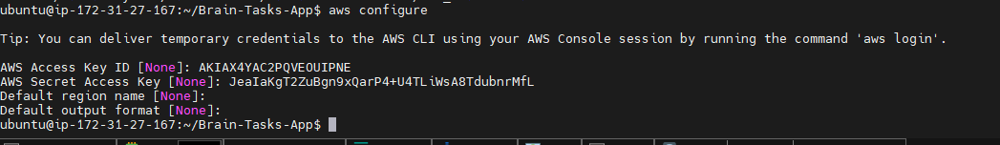 ubuntu@ip-172-31-27-167:~/Brain-Tasks-App$ aws configure
Tip: You can deliver temporary credentials to the AWS CLI using your AWS Console session by running the command 'aws login'.
AWS Access Key ID [None]: AKIAX4YAC2PQVEOUIPNE
AWS Secret Access Key [None]: JeaIaKgT2ZuBgn9xQarP4+U4TLiWsA8TdubnrMfL
Default region name [None]:
Default output format [None]:
ubuntu@ip-172-31-27-167:~/Brain-Tasks-App$